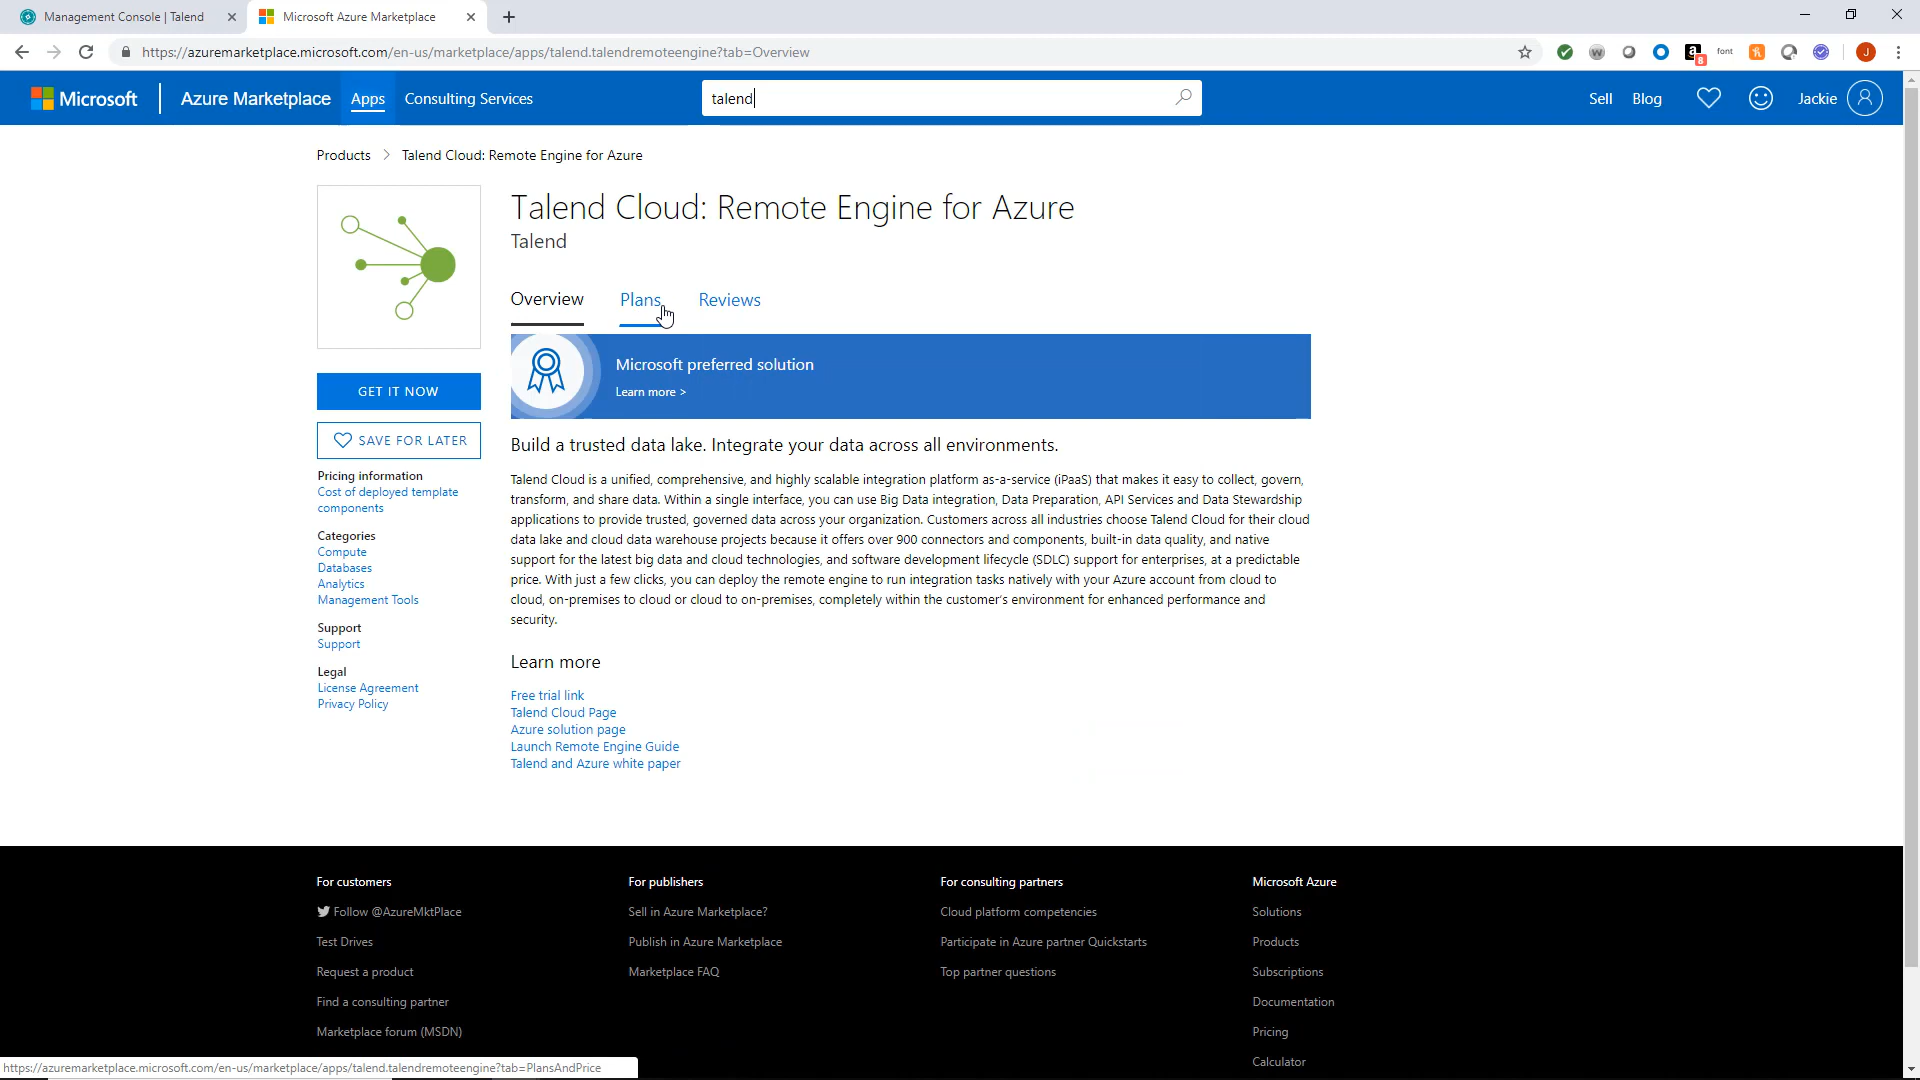 Management Console | Talend
Microsoft Azure Marketplace
https://azuremarketplace.microsoft.com/en-us/marketplace/apps/talend.talendremoteengine?tab=Overview
W
a
8
font
J
Microsoft
Azure Marketplace
Apps
Consulting Services
talend
Sell
Blog
Jackie
Products > Talend Cloud: Remote Engine for Azure
Talend Cloud: Remote Engine for Azure
Talend
Overview
Plans
Reviews
Microsoft preferred solution
Learn more >
GET IT NOW
SAVE FOR LATER
Pricing information
Cost of deployed template
components
Categories
Compute
Databases
Analytics
Management Tools
Support
Support
Legal
License Agreement
Privacy Policy
Build a trusted data lake. Integrate your data across all environments.
Talend Cloud is a unified, comprehensive, and highly scalable integration platform as-a-service (iPaaS) that makes it easy to collect, govern,
transform, and share data. Within a single interface, you can use Big Data integration, Data Preparation, API Services and Data Stewardship
applications to provide trusted, governed data across your organization. Customers across all industries choose Talend Cloud for their cloud
data lake and cloud data warehouse projects because it offers over 900 connectors and components, built-in data quality, and native
support for the latest big data and cloud technologies, and software development lifecycle (SDLC) support for enterprises, at a predictable
price. With just a few clicks, you can deploy the remote engine to run integration tasks natively with your Azure account from cloud to
cloud, on-premises to cloud or cloud to on-premises, completely within the customer's environment for enhanced performance and
security.
Learn more
Free trial link
Talend Cloud Page
Azure solution page
Launch Remote Engine Guide
Talend and Azure white paper
For customers
Follow @AzureMktPlace
Test Drives
Request a product
Find a consulting partner
Marketplace forum (MSDN)
For publishers
Sell in Azure Marketplace?
Publish in Azure Marketplace
Marketplace FAQ
For consulting partners
Cloud platform competencies
Participate in Azure partner Quickstarts
Top partner questions
Microsoft Azure
Solutions
Products
Subscriptions
Documentation
Pricing
Calculator
https://azuremarketplace.microsoft.com/en-us/marketplace/apps/talend.talendremoteengine?tab=PlansAndPrice